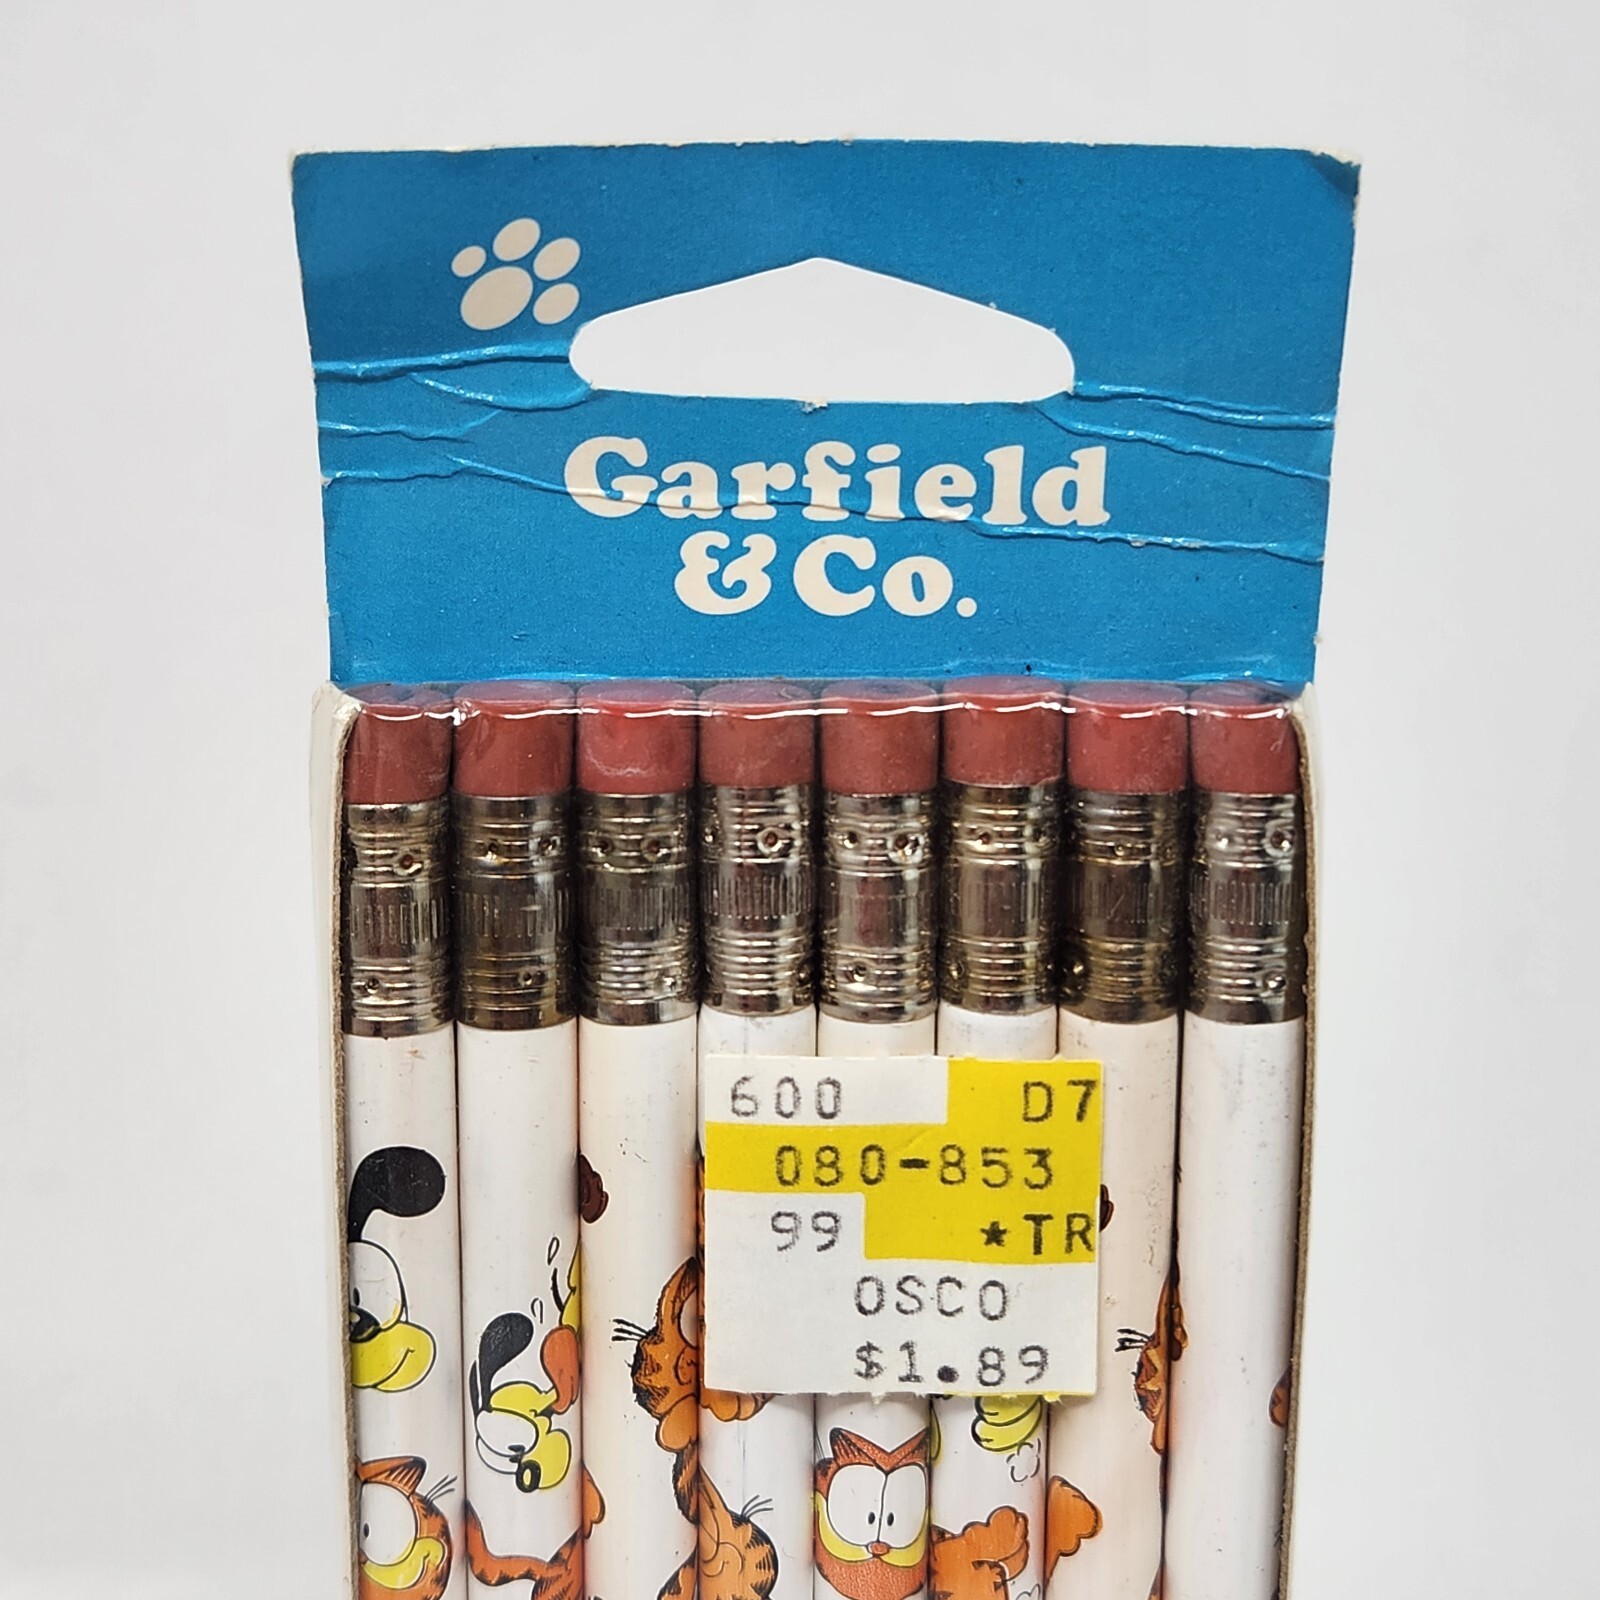 Garfield
& Co.
600 D7
080-853
99 ★TR
OSCO
$1.89